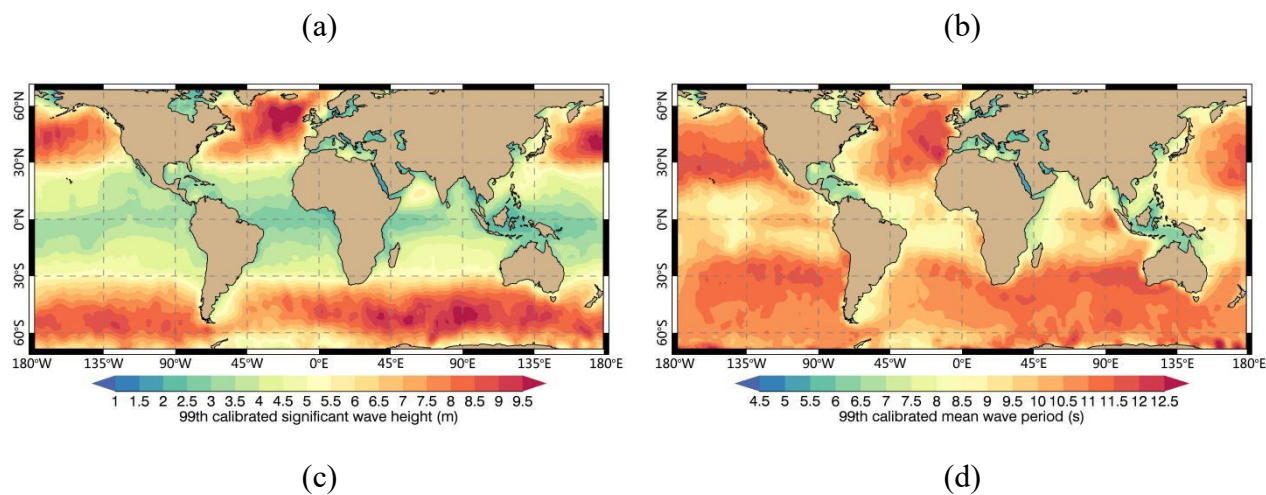 (a) (b)
60°N 60°N
30°N 30°N
0°N 0°N
30°S 30°S
60°S 60°S
180°W 135°W 90°W 45°W 0°E 45°E 90°E 135°E 180°E 180°W 135°W 90°W 45°W 0°E 45°E 90°E 135°E 180°E
1 1.5 2 2.5 3 3.5 4 4.5 5 5.5 6 6.5 7 7.5 8 8.5 9 9.5 4.5 5 5.5 6 6.5 7 7.5 8 8.5 9 9.5 10 10.5 11 11.5 12 12.5
99th calibrated significant wave height (m) 99th calibrated mean wave period (s)
(c) (d)